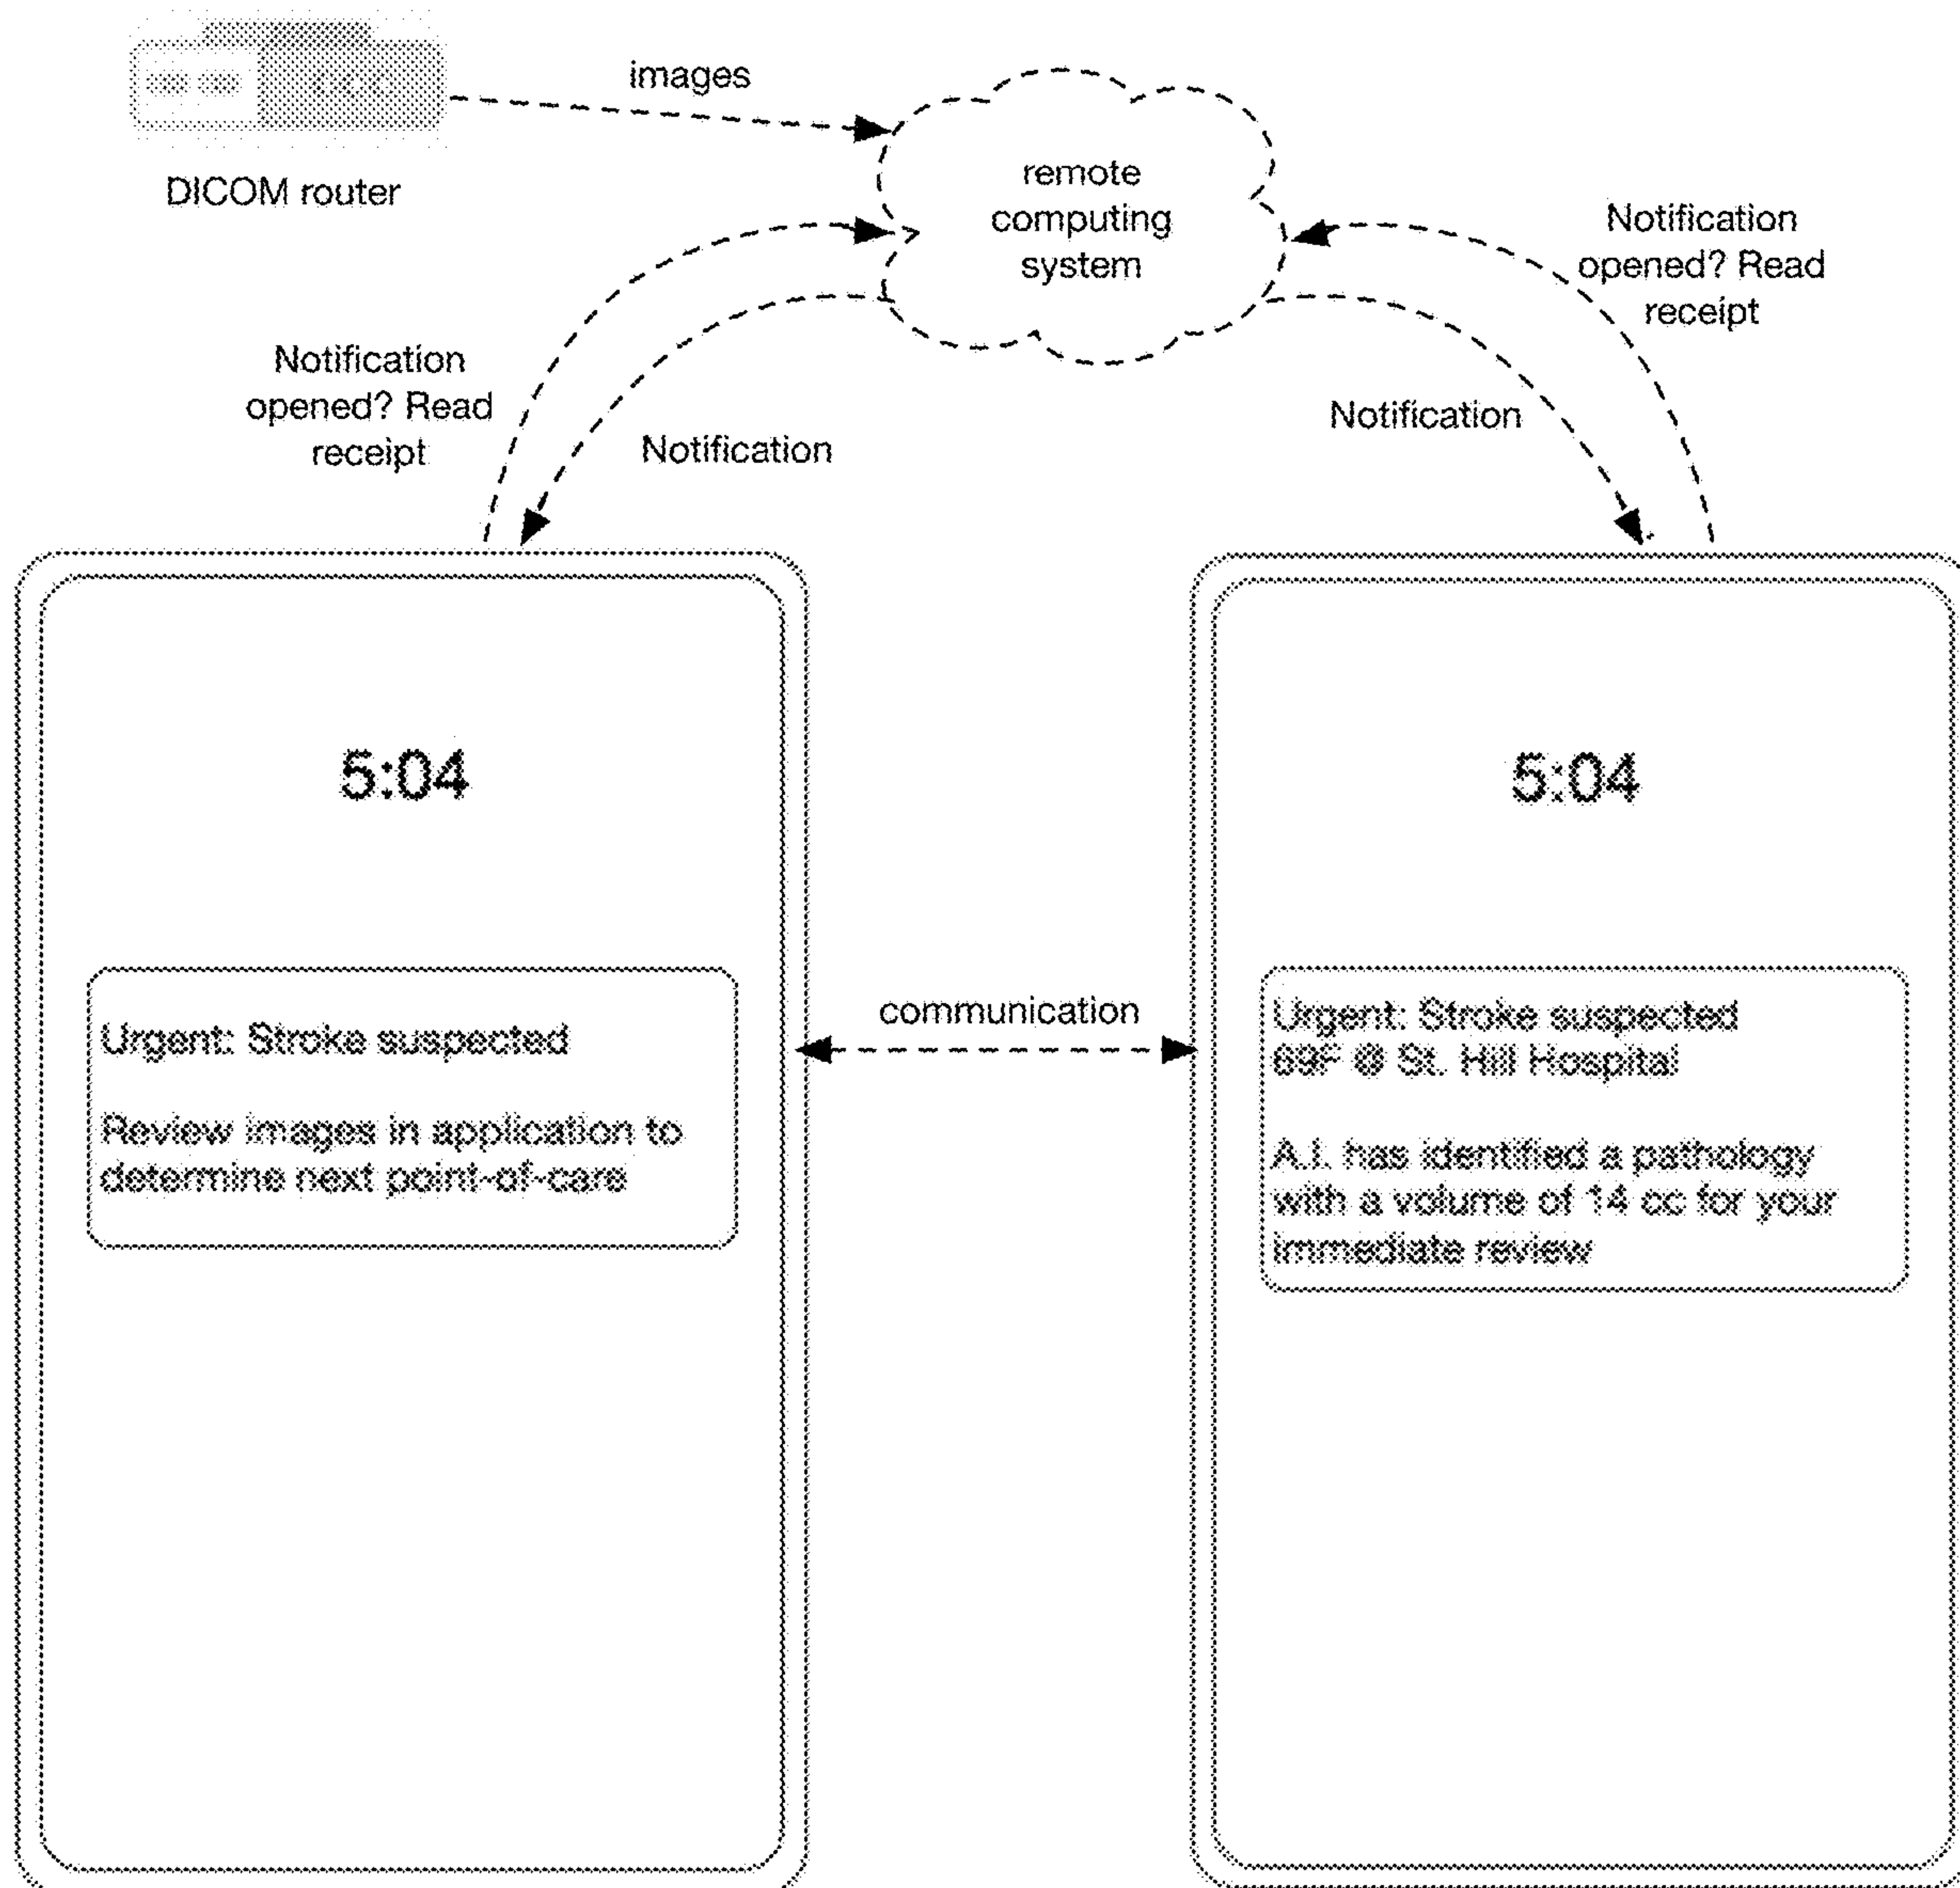 images
DICOM router
remote
computing
system
Notification
opened? Read
receipt
Notification
opened? Read
receipt
Notification
Notification
5:04
5:04
Urgent: Stroke suspected
Review images in application to
determine next point-of-care
communication
Urgent: Stroke suspected
69F @ St. Hill Hospital
A.I. has identified a pathology
with a volume of 14 cc for your
immediate review